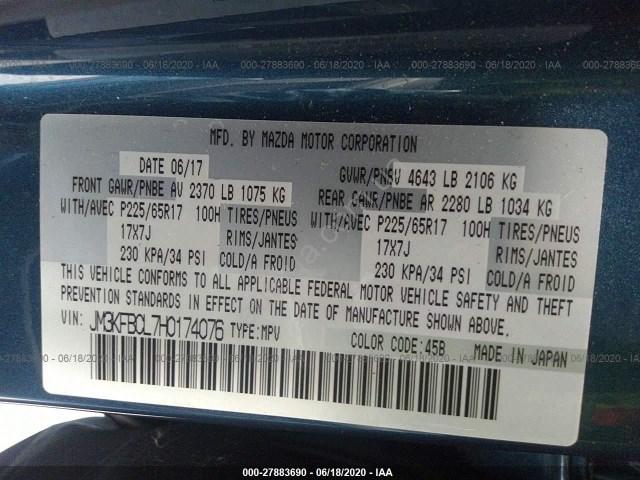 000-27883690 - 06/18/2020 - IAA
MFD. BY MAZDA MOTOR CORPORATION
DATE 06/17
GVWR/PNBV 4643 LB 2106 KG
FRONT GAWR/PNBE AV 2370 LB 1075 KG
REAR GAWR/PNBE AR 2280 LB 1034 KG
WITH/AVEC P225/65R17 100H TIRES/PNEUS
17X7J RIMS/JANTES
230 KPA/34 PSI COLD/A FROID
WITH/AVEC P225/65R17 100H TIRES/PNEUS
17X7J RIMS/JANTES
230 KPA/34 PSI COLD/A FROID
THIS VEHICLE CONFORMS TO ALL APPLICABLE FEDERAL MOTOR VEHICLE SAFETY AND THEFT
PREVENTION STANDARDS IN EFFECT ON THE DATE OF MANUFACTURE SHOWN ABOVE.
VIN: JM3KFBCL7H0174076 TYPE: MPV
COLOR CODE: 45B MADE IN JAPAN
000-27883690 - 06/18/2020 - IAA